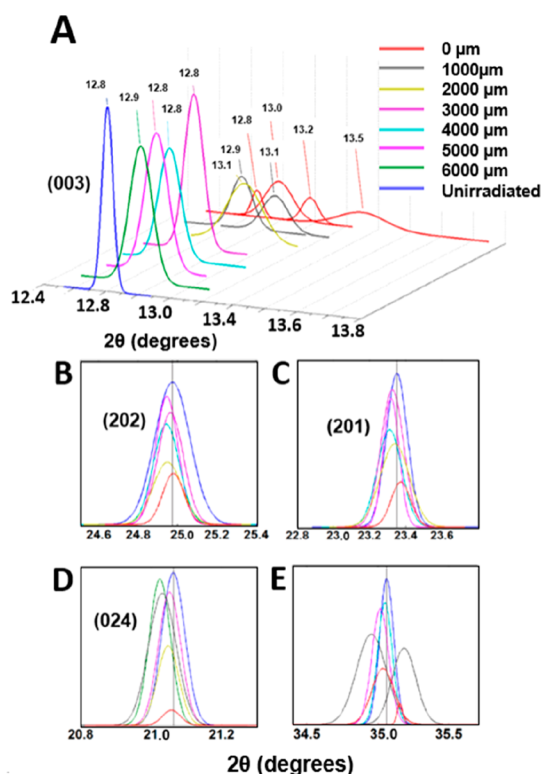 A
0 µm
1000µm
2000 µm
3000 µm
4000 µm
5000 µm
6000 µm
Unirradiated
12.8
12.9
12.8
12.8
12.8
13.1
12.9
12.8
13.0
13.1
13.2
13.5
(003)
12.4
12.8
13.0
13.4
13.6
13.8
2θ (degrees)
B
(202)
24.6 24.8 25.0 25.2 25.4
C
(201)
22.8 23,0 23.2 23.4 23.6
D
(024)
20.8 21.0 21.2
E
34.5 35.0 35.5
2θ (degrees)